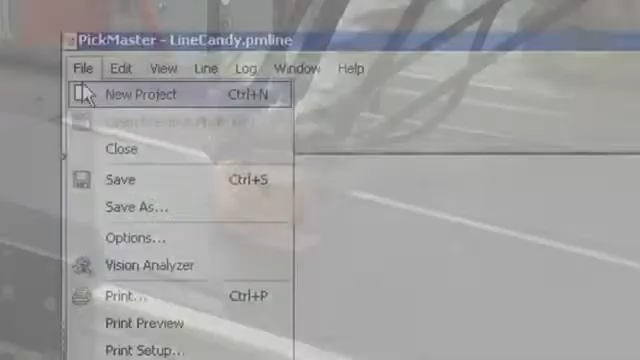 PickMaster - LineCandy.pmline
File Edit View Line Log Window Help
New Project Ctrl+N
Close
Save Ctrl+S
Save As...
Options...
Vision Analyzer
Print... Ctrl+P
Print Preview
Print Setup...